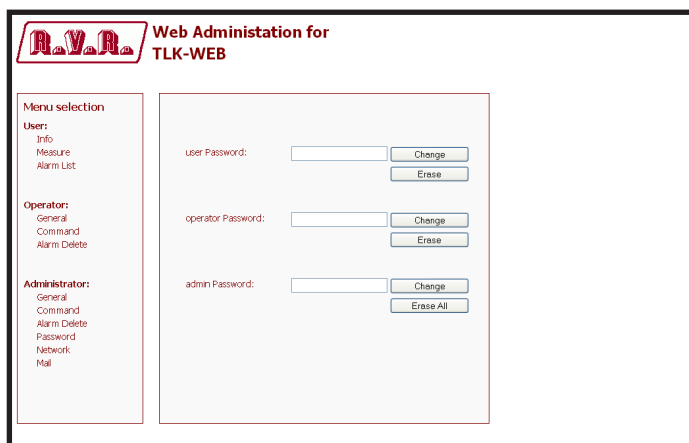 R.V.R.
Web Administation for
TLK-WEB
Menu selection
User:
Info
Measure
Alarm List
Operator:
General
Command
Alarm Delete
Administrator:
General
Command
Alarm Delete
Password
Network
Mail
user Password:
Change
Erase
operator Password:
Change
Erase
admin Password:
Change
Erase All